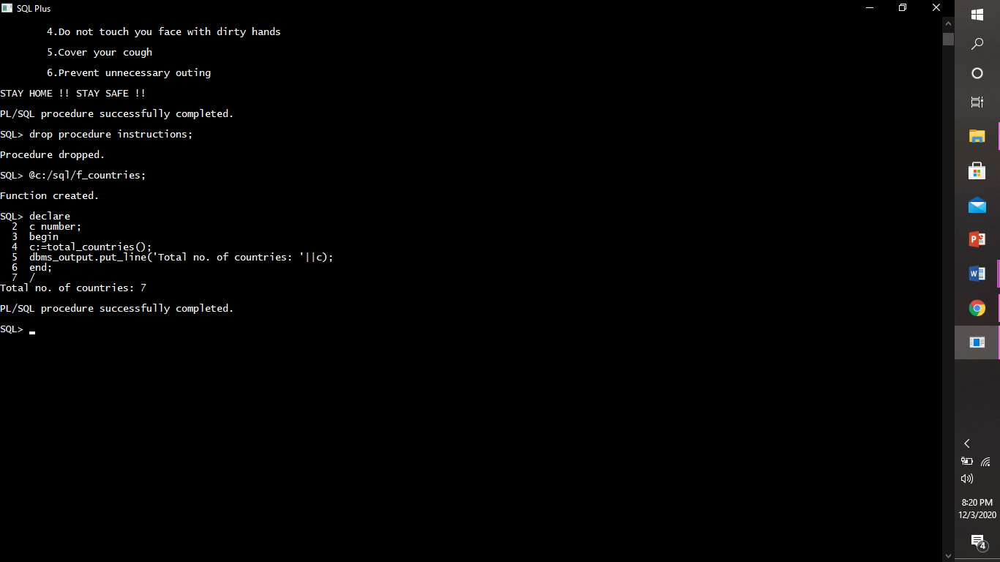 SQL Plus
4.Do not touch you face with dirty hands
5.Cover your cough
6.Prevent unnecessary outing
STAY HOME !! STAY SAFE !!
PL/SQL procedure successfully completed.
SQL> drop procedure instructions;
Procedure dropped.
SQL> @c:/sql/f_countries;
Function created.
SQL> declare
2 c number;
3 begin
4 c:=total_countries();
5 dbms_output.put_line('Total no. of countries: '||c);
6 end;
7 /
Total no. of countries: 7
PL/SQL procedure successfully completed.
SQL>
P
W
8:20 PM
12/3/2020
4